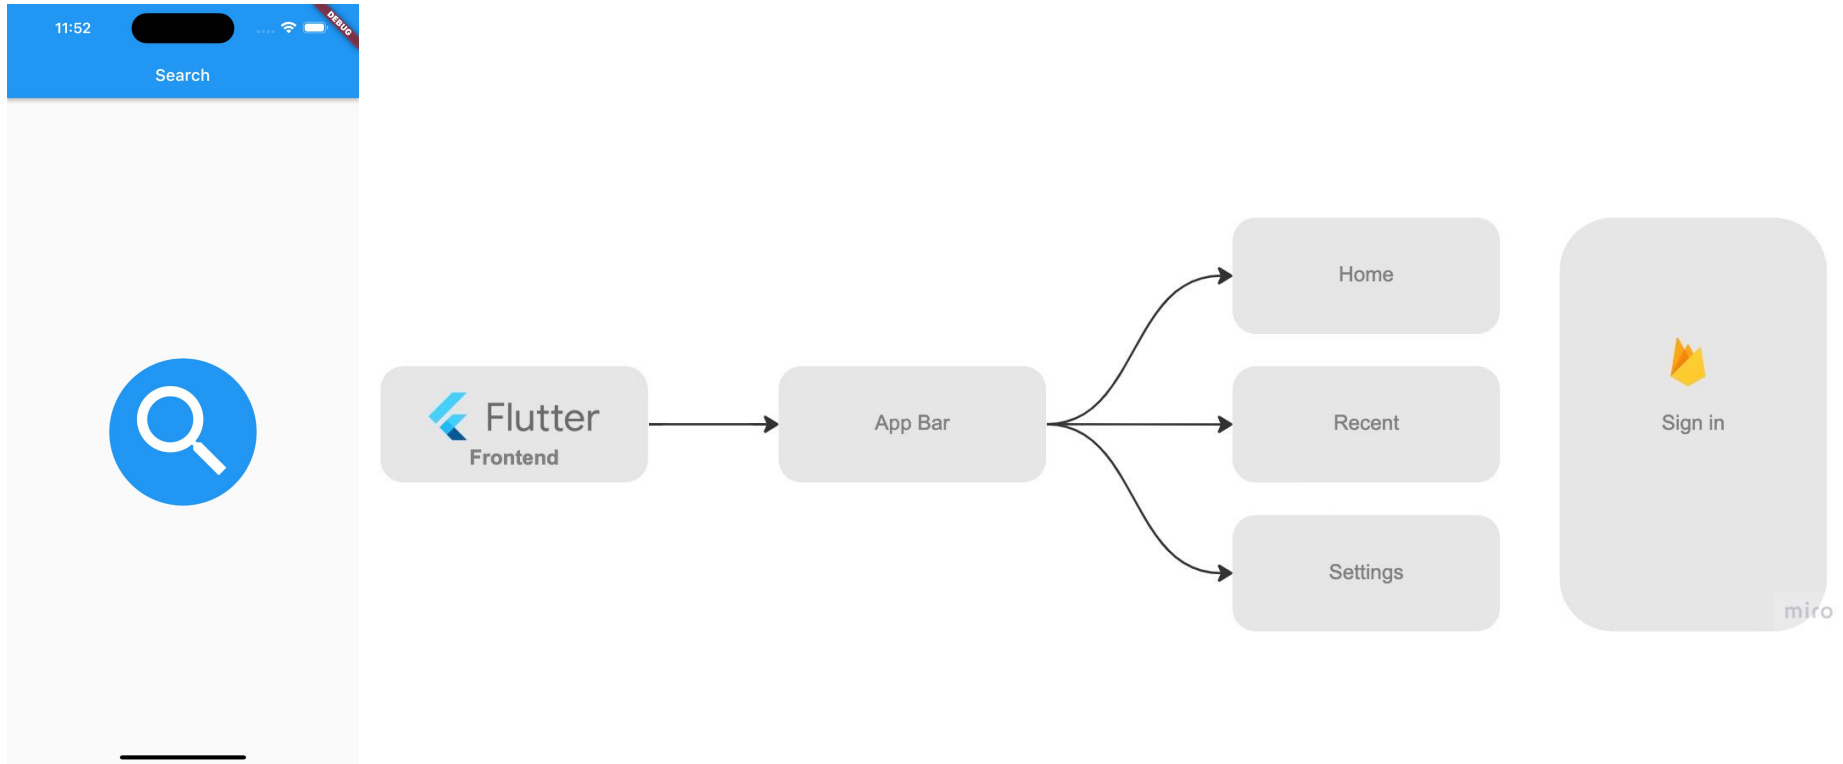 11:52
DEBUG
Search
Flutter
Frontend
App Bar
Home
Recent
Settings
Sign in
miro